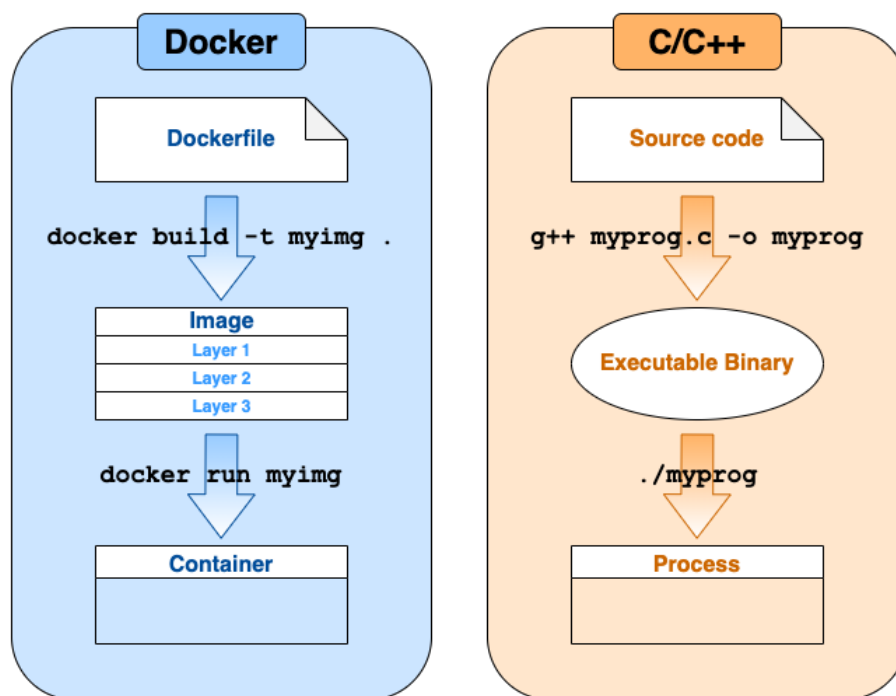 Docker
Dockerfile
docker build -t myimg .
Image
Layer 1
Layer 2
Layer 3
docker run myimg
Container
C/C++
Source code
g++ myprog.c -o myprog
Executable Binary
./myprog
Process